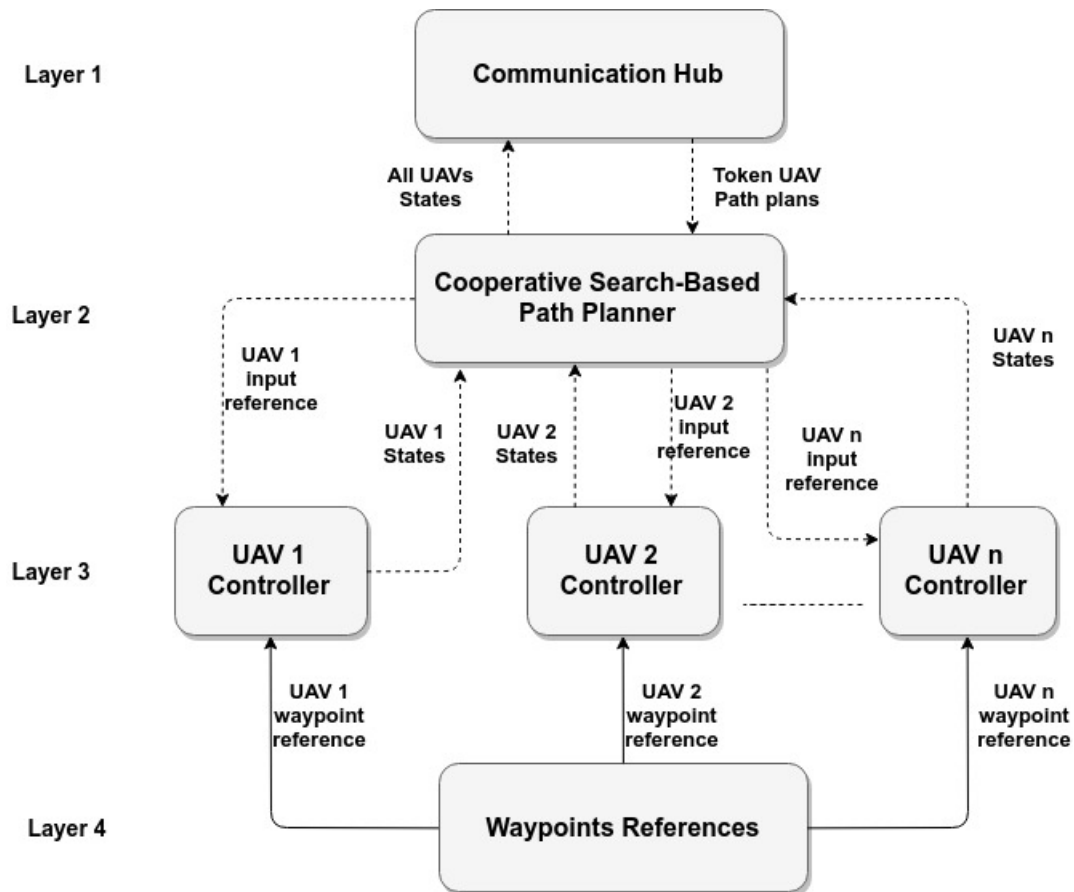 Layer 1
Communication Hub
All UAVs
States
Token UAV
Path plans
Layer 2
Cooperative Search-Based
Path Planner
UAV 1
input
reference
UAV 1
States
UAV 2
States
UAV 2
input
reference
UAV n
input
reference
UAV n
States
Layer 3
UAV 1
Controller
UAV 2
Controller
UAV n
Controller
UAV 1
waypoint
reference
UAV 2
waypoint
reference
UAV n
waypoint
reference
Layer 4
Waypoints References